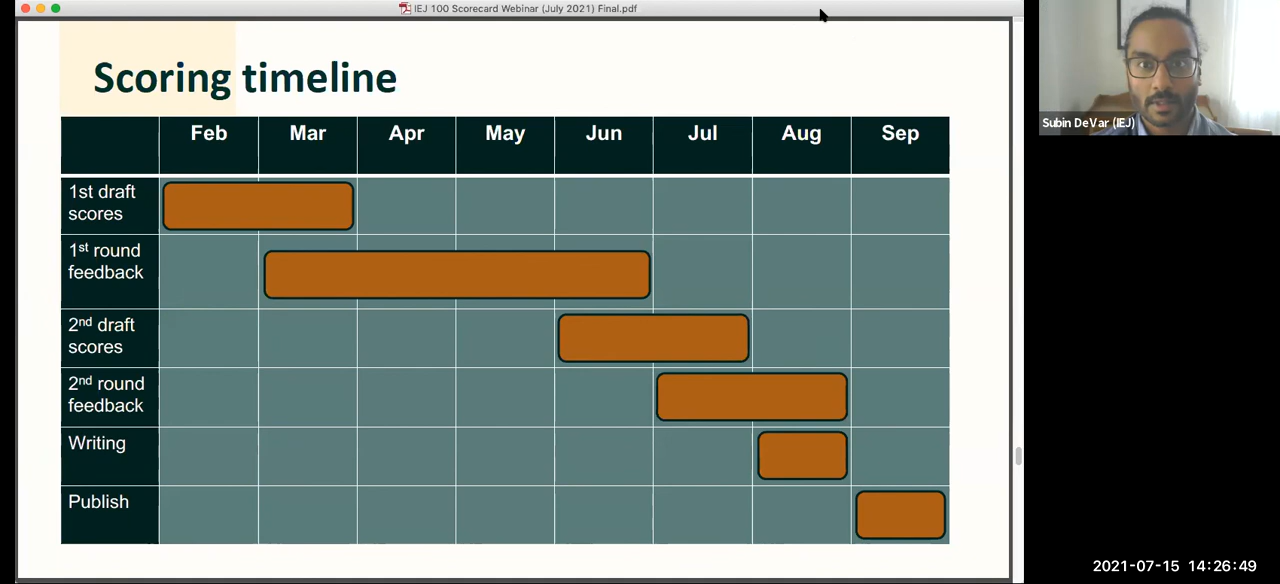 IEJ 100 Scorecard Webinar (July 2021) Final.pdf
Scoring timeline
Feb Mar Apr May Jun Jul Aug Sep
1st draft
scores
1st round
feedback
2nd draft
scores
2nd round
feedback
Writing
Publish
Subin DeVar (IEJ)
2021-07-15 14:26:49